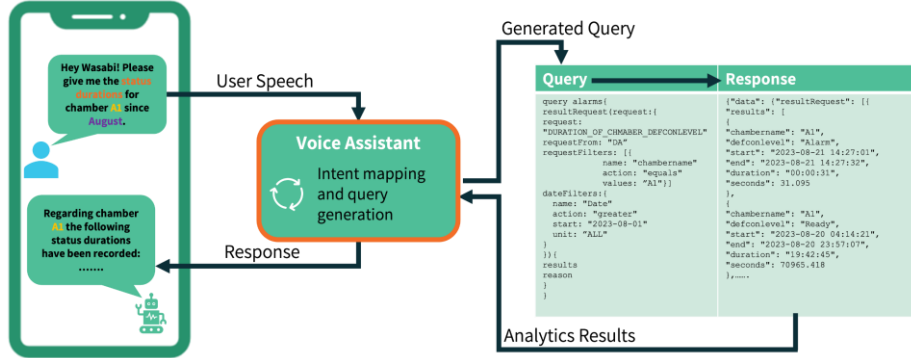 Hey Wasabi! Please
give me the status
durations for
chamber A1 since
August.
User Speech
Voice Assistant
Intent mapping
and query
generation
Response
Regarding chamber
A1 the following
status durations
have been recorded:
.......
Generated Query
Query
query alarms{
resultRequest(request:{
request:
"DURATION_OF_CHMABER_DEFCONLEVEL"
requestFrom: "DA"
requestFilters: [{
name: "chambername"
action: "equals"
values: "A1"}]
dateFilters:{
name: "Date"
action: "greater"
start: "2023-08-01"
unit: "ALL"
}
}){
results
reason
}
}
Response
{"data": {"resultRequest": [{
"results": [
{
"chambername": "A1",
"defconlevel": "Alarm",
"start": "2023-08-21 14:27:01",
"end": "2023-08-21 14:27:32",
"duration": "00:00:31",
"seconds": 31.095
},
{
"chambername": "A1",
"defconlevel": "Ready",
"start": "2023-08-20 04:14:21",
"end": "2023-08-20 23:57:07",
"duration": "19:42:45",
"seconds": 70965.418
},……
Analytics Results